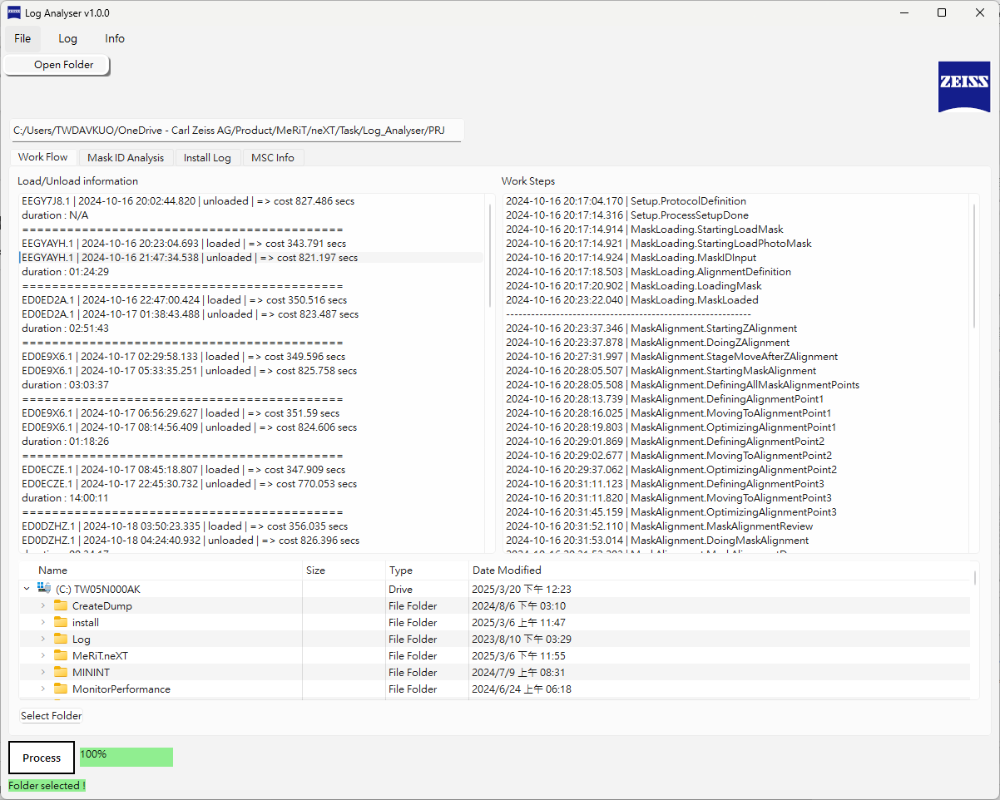 ZEISS Log Analyser v1.0.0
File Log Info
Open Folder
ZEISS
C:/Users/TWDAVKUO/OneDrive - Carl Zeiss AG/Product/MeRiT/neXT/Task/Log_Analyser/PRJ
Work Flow Mask ID Analysis Install Log MSC Info
Load/Unload information
EEGY7J8.1 | 2024-10-16 20:02:44.820 | unloaded | => cost 827.486 secs
duration : N/A
=============================================
EEGYAYH.1 | 2024-10-16 20:23:04.693 | loaded | => cost 343.791 secs
EEGYAYH.1 | 2024-10-16 21:47:34.538 | unloaded | => cost 821.197 secs
duration : 01:24:29
=============================================
ED0ED2A.1 | 2024-10-16 22:47:00.424 | loaded | => cost 350.516 secs
ED0ED2A.1 | 2024-10-17 01:38:43.488 | unloaded | => cost 823.487 secs
duration : 02:51:43
=============================================
ED0E9X6.1 | 2024-10-17 02:29:58.133 | loaded | => cost 349.596 secs
ED0E9X6.1 | 2024-10-17 05:33:35.251 | unloaded | => cost 825.758 secs
duration : 03:03:37
=============================================
ED0E9X6.1 | 2024-10-17 06:56:29.627 | loaded | => cost 351.59 secs
ED0E9X6.1 | 2024-10-17 08:14:56.409 | unloaded | => cost 824.606 secs
duration : 01:18:26
=============================================
ED0ECZE.1 | 2024-10-17 08:45:18.807 | loaded | => cost 347.909 secs
ED0ECZE.1 | 2024-10-17 22:45:30.732 | unloaded | => cost 770.053 secs
duration : 14:00:11
=============================================
ED0DZHZ.1 | 2024-10-18 03:50:23.335 | loaded | => cost 356.035 secs
ED0DZHZ.1 | 2024-10-18 04:24:40.932 | unloaded | => cost 826.396 secs
Work Steps
2024-10-16 20:17:04.170 | Setup.ProtocolDefinition
2024-10-16 20:17:14.316 | Setup.ProcessSetupDone
2024-10-16 20:17:14.914 | MaskLoading.StartingLoadMask
2024-10-16 20:17:14.921 | MaskLoading.StartingLoadPhotoMask
2024-10-16 20:17:14.924 | MaskLoading.MaskIDInput
2024-10-16 20:17:18.503 | MaskLoading.AlignmentDefinition
2024-10-16 20:17:20.902 | MaskLoading.LoadingMask
2024-10-16 20:23:22.040 | MaskLoading.MaskLoaded
--------------------------------------------------------
2024-10-16 20:23:37.346 | MaskAlignment.StartingZAlignment
2024-10-16 20:23:37.878 | MaskAlignment.DoingZAlignment
2024-10-16 20:27:31.997 | MaskAlignment.StageMoveAfterZAlignment
2024-10-16 20:28:05.507 | MaskAlignment.StartingMaskAlignment
2024-10-16 20:28:05.508 | MaskAlignment.DefiningAllMaskAlignmentPoints
2024-10-16 20:28:13.739 | MaskAlignment.DefiningAlignmentPoint1
2024-10-16 20:28:16.025 | MaskAlignment.MovingToAlignmentPoint1
2024-10-16 20:28:19.803 | MaskAlignment.OptimizingAlignmentPoint1
2024-10-16 20:29:01.869 | MaskAlignment.DefiningAlignmentPoint2
2024-10-16 20:29:02.677 | MaskAlignment.MovingToAlignmentPoint2
2024-10-16 20:29:37.062 | MaskAlignment.OptimizingAlignmentPoint2
2024-10-16 20:31:11.123 | MaskAlignment.DefiningAlignmentPoint3
2024-10-16 20:31:11.820 | MaskAlignment.MovingToAlignmentPoint3
2024-10-16 20:31:45.159 | MaskAlignment.OptimizingAlignmentPoint3
2024-10-16 20:31:52.110 | MaskAlignment.MaskAlignmentReview
2024-10-16 20:31:53.014 | MaskAlignment.DoingMaskAlignment
Name Size Type Date Modified
(C:) TW05N000AK Drive 2025/3/20 下午 12:23
CreateDump File Folder 2024/8/6 下午 03:10
install File Folder 2025/3/6 上午 11:47
Log File Folder 2023/8/10 下午 03:29
MeRiT.neXT File Folder 2025/3/6 下午 11:55
MININT File Folder 2024/7/9 上午 08:31
MonitorPerformance File Folder 2024/6/24 上午 06:18
Select Folder
Process 100%
Folder selected !